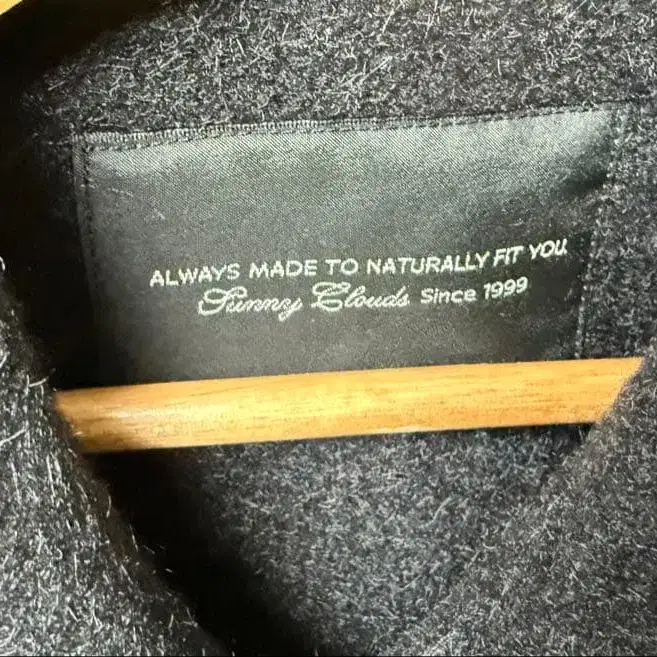 ALWAYS MADE TO NATURALLY FIT YOU.
Sunny Clouds Since 1999